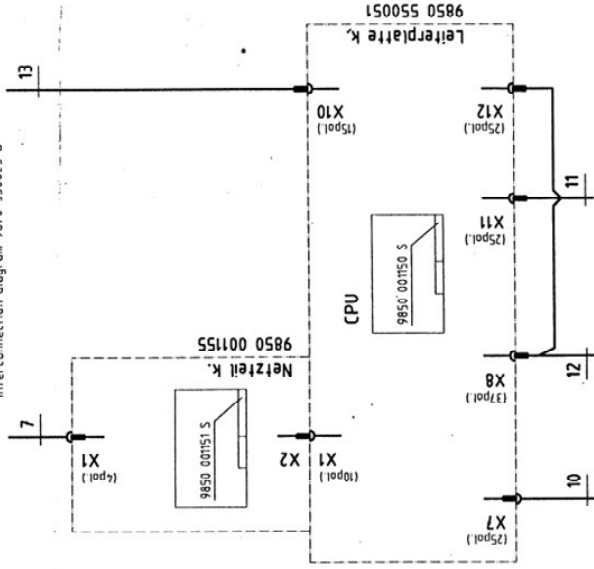 9850 550051
Leiterplatte k.
13
X10
(15pol.)
X12
(25pol.)
11
X11
(25pol.)
CPU
9850 001150 S
9850 001155
Netzteil k.
7
X1
(4pol.)
9850 001151 S
X2
X1
(10pol.)
X8
(37pol.)
12
X7
(25pol.)
10